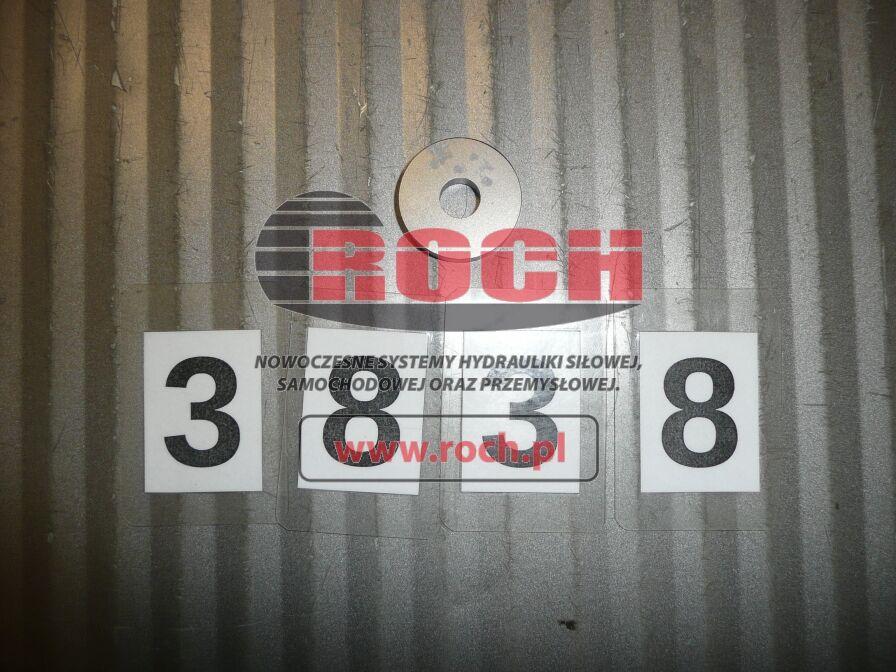 ROCH
NOWOCZESNE SYSTEMY HYDRAULIKI SIŁOWEJ,
SAMOCHODOWEJ ORAZ PRZEMYSŁOWEJ.
3 8 3 8
www.roch.pl